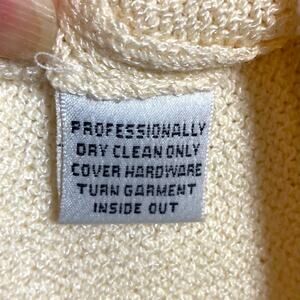 PROFESSIONALLY
DRY CLEAN ONLY
COVER HARDWARE
TURN GARMENT
INSIDE OUT